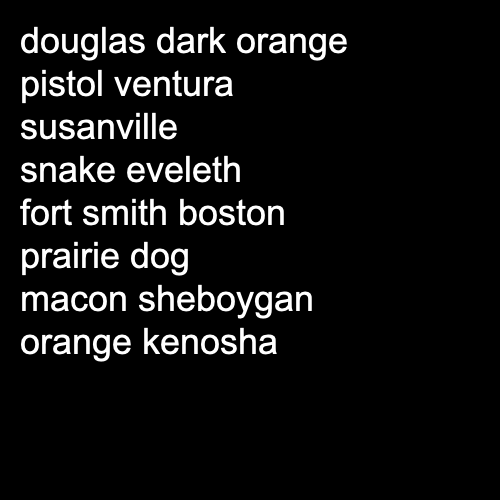 douglas dark orange
pistol ventura
susanville
snake eveleth
fort smith boston
prairie dog
macon sheboygan
orange kenosha